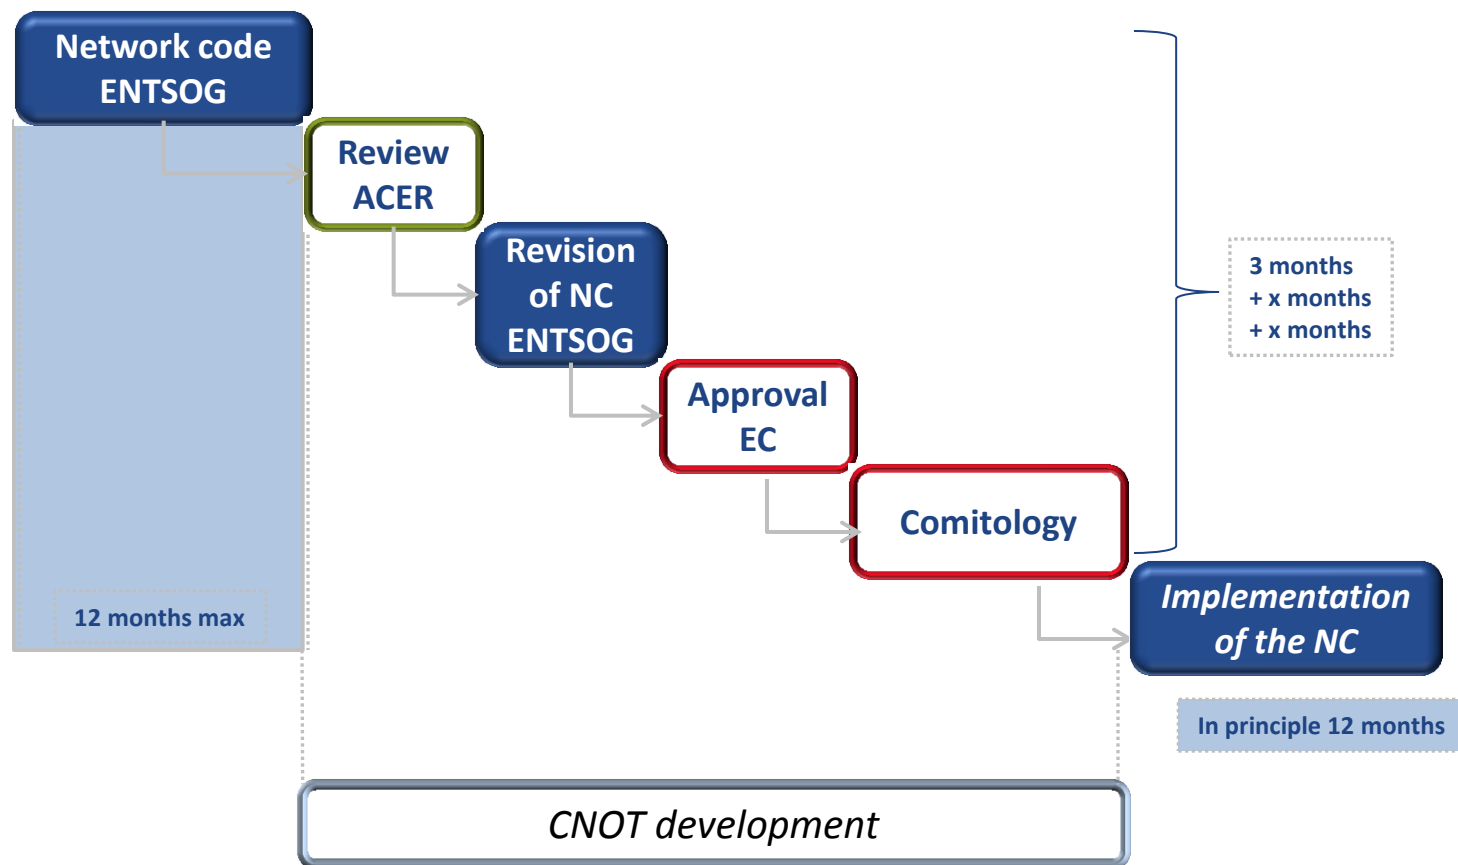 Network code
ENTSOG
Review
ACER
Revision
of NC
ENTSOG
3 months
+ x months
+ x months
Approval
EC
Comitology
Implementation
of the NC
12 months max
In principle 12 months
CNOT development